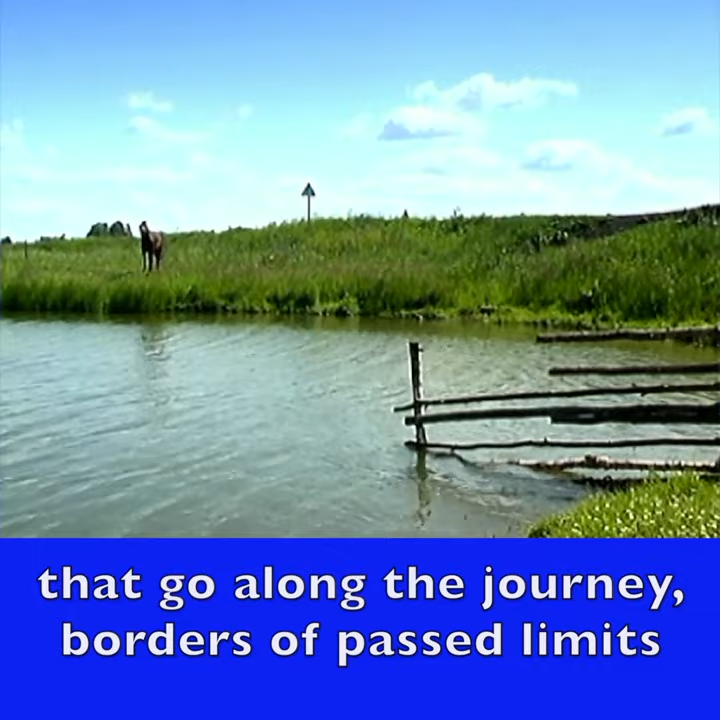 that go along the journey,
borders of passed limits